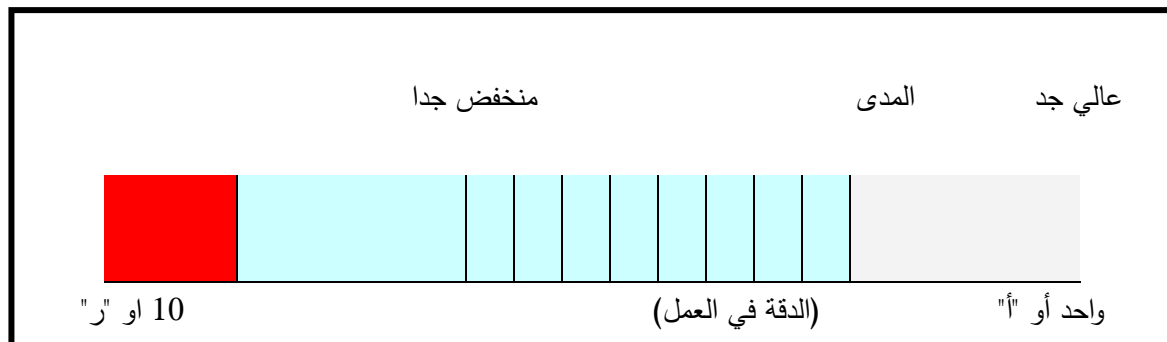 عالي جد المدى منخفض جدا
واحد أو "أ" (الدقة في العمل) 10 او "ر"